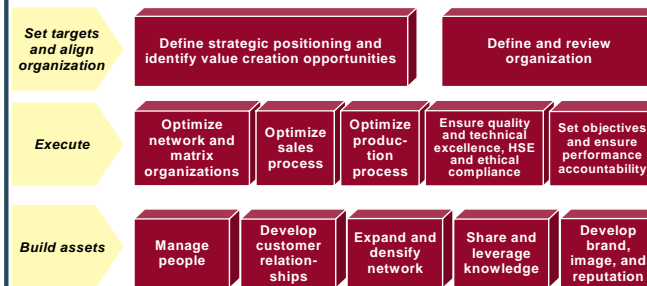 Set targets
and align
organization
Define strategic positioning and
identify value creation opportunities
Define and review
organization
Execute
Optimize
network and
matrix
organizations
Optimize
sales
process
Optimize
produc-
tion
process
Ensure quality
and technical
excellence, HSE
and ethical
compliance
Set objectives
and ensure
performance
accountability
Build assets
Manage
people
Develop
customer
relation-
ships
Expand and
densify
network
Share and
leverage
knowledge
Develop
brand,
image, and
reputation